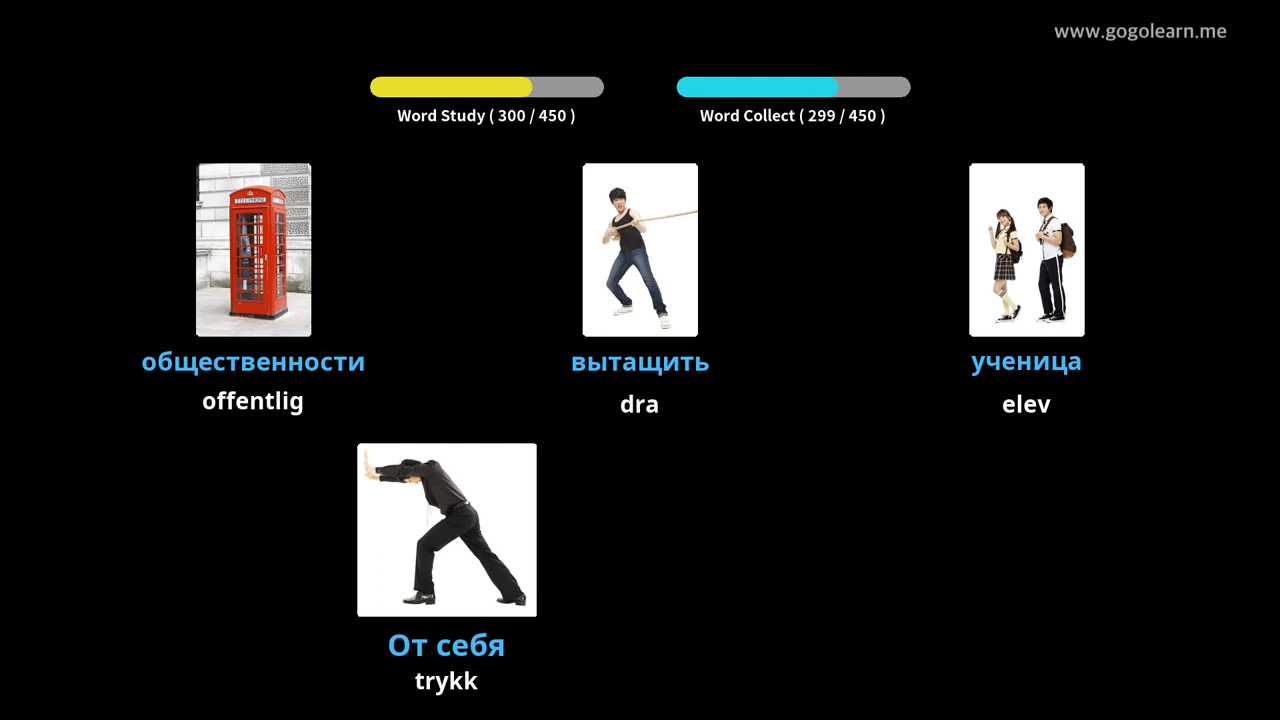 www.gogolearn.me
Word Study ( 300 / 450 )
Word Collect ( 299 / 450 )
TELEPHONE
общественности
offentlig
вытащить
dra
ученица
elev
От себя
trykk